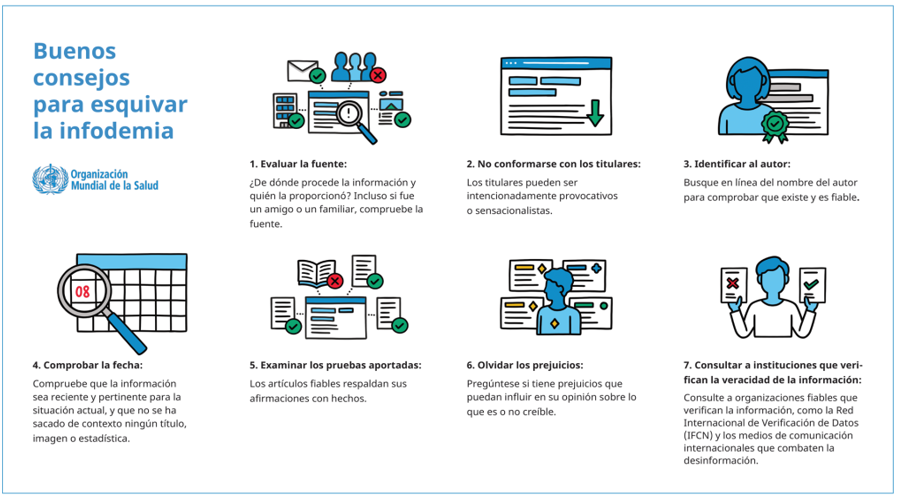 Buenos
consejos
para esquivar
la infodemia
Organización
Mundial de la Salud
1. Evaluar la fuente:
¿De dónde procede la información y
quién la proporcionó? Incluso si fue
un amigo o un familiar, compruebe la
fuente.
2. No conformarse con los titulares:
Los titulares pueden ser
intencionadamente provocativos
o sensacionalistas.
3. Identificar al autor:
Busque en línea del nombre del autor
para comprobar que existe y es fiable.
08
4. Comprobar la fecha:
Compruebe que la información
sea reciente y pertinente para la
situación actual, y que no se ha
sacado de contexto ningún título,
imagen o estadística.
5. Examinar los pruebas aportadas:
Los artículos fiables respaldan sus
afirmaciones con hechos.
6. Olvidar los prejuicios:
Pregúntese si tiene prejuicios que
puedan influir en su opinión sobre lo
que es o no creíble.
7. Consultar a instituciones que veri-
fican la veracidad de la información:
Consulte a organizaciones fiables que
verifican la información, como la Red
Internacional de Verificación de Datos
(IFCN) y los medios de comunicación
internacionales que combaten la
desinformación.